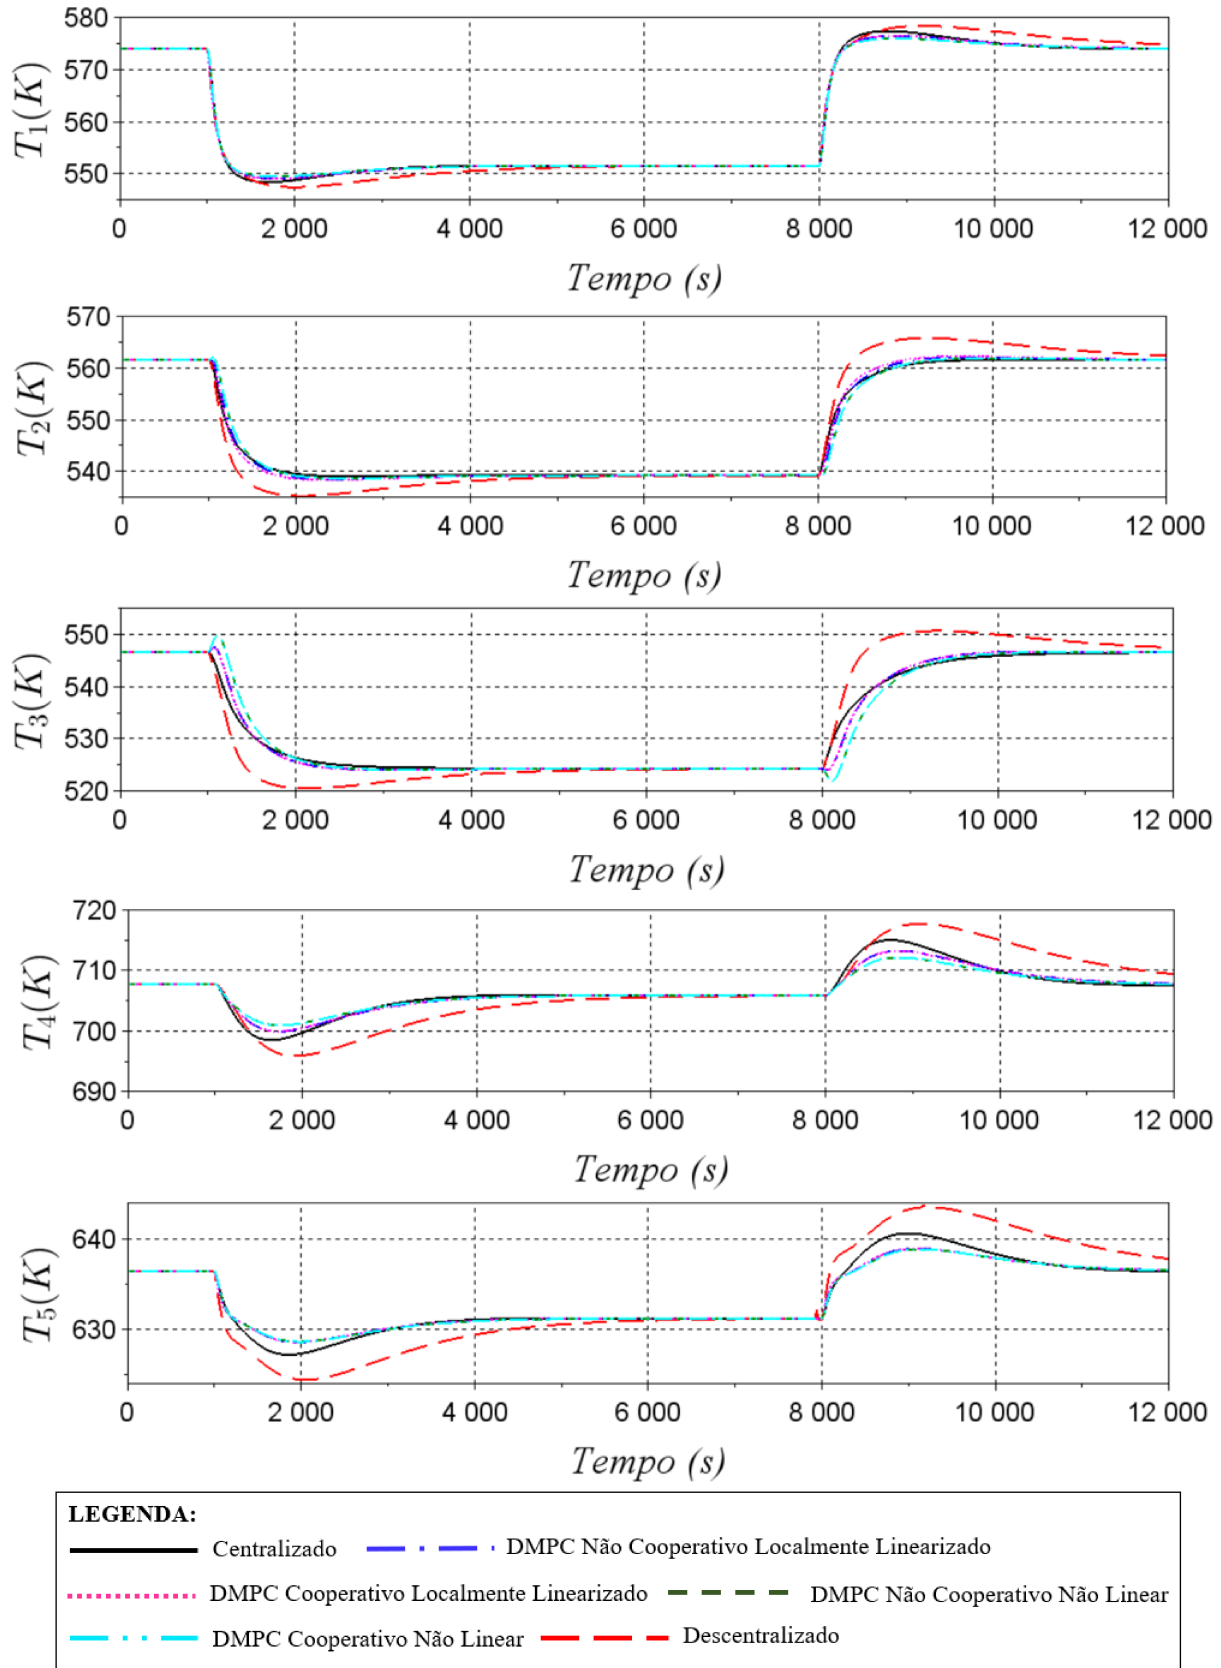 580
570
560
550
T₁(K)
0 2 000 4 000 6 000 8 000 10 000 12 000
Tempo (s)
570
560
550
540
T₂(K)
0 2 000 4 000 6 000 8 000 10 000 12 000
Tempo (s)
550
540
530
520
T₃(K)
0 2 000 4 000 6 000 8 000 10 000 12 000
Tempo (s)
720
710
700
690
T₄(K)
0 2 000 4 000 6 000 8 000 10 000 12 000
Tempo (s)
640
630
T₅(K)
0 2 000 4 000 6 000 8 000 10 000 12 000
Tempo (s)
LEGENDA:
Centralizado DMPC Não Cooperativo Localmente Linearizado
DMPC Cooperativo Localmente Linearizado DMPC Não Cooperativo Não Linear
DMPC Cooperativo Não Linear Descentralizado